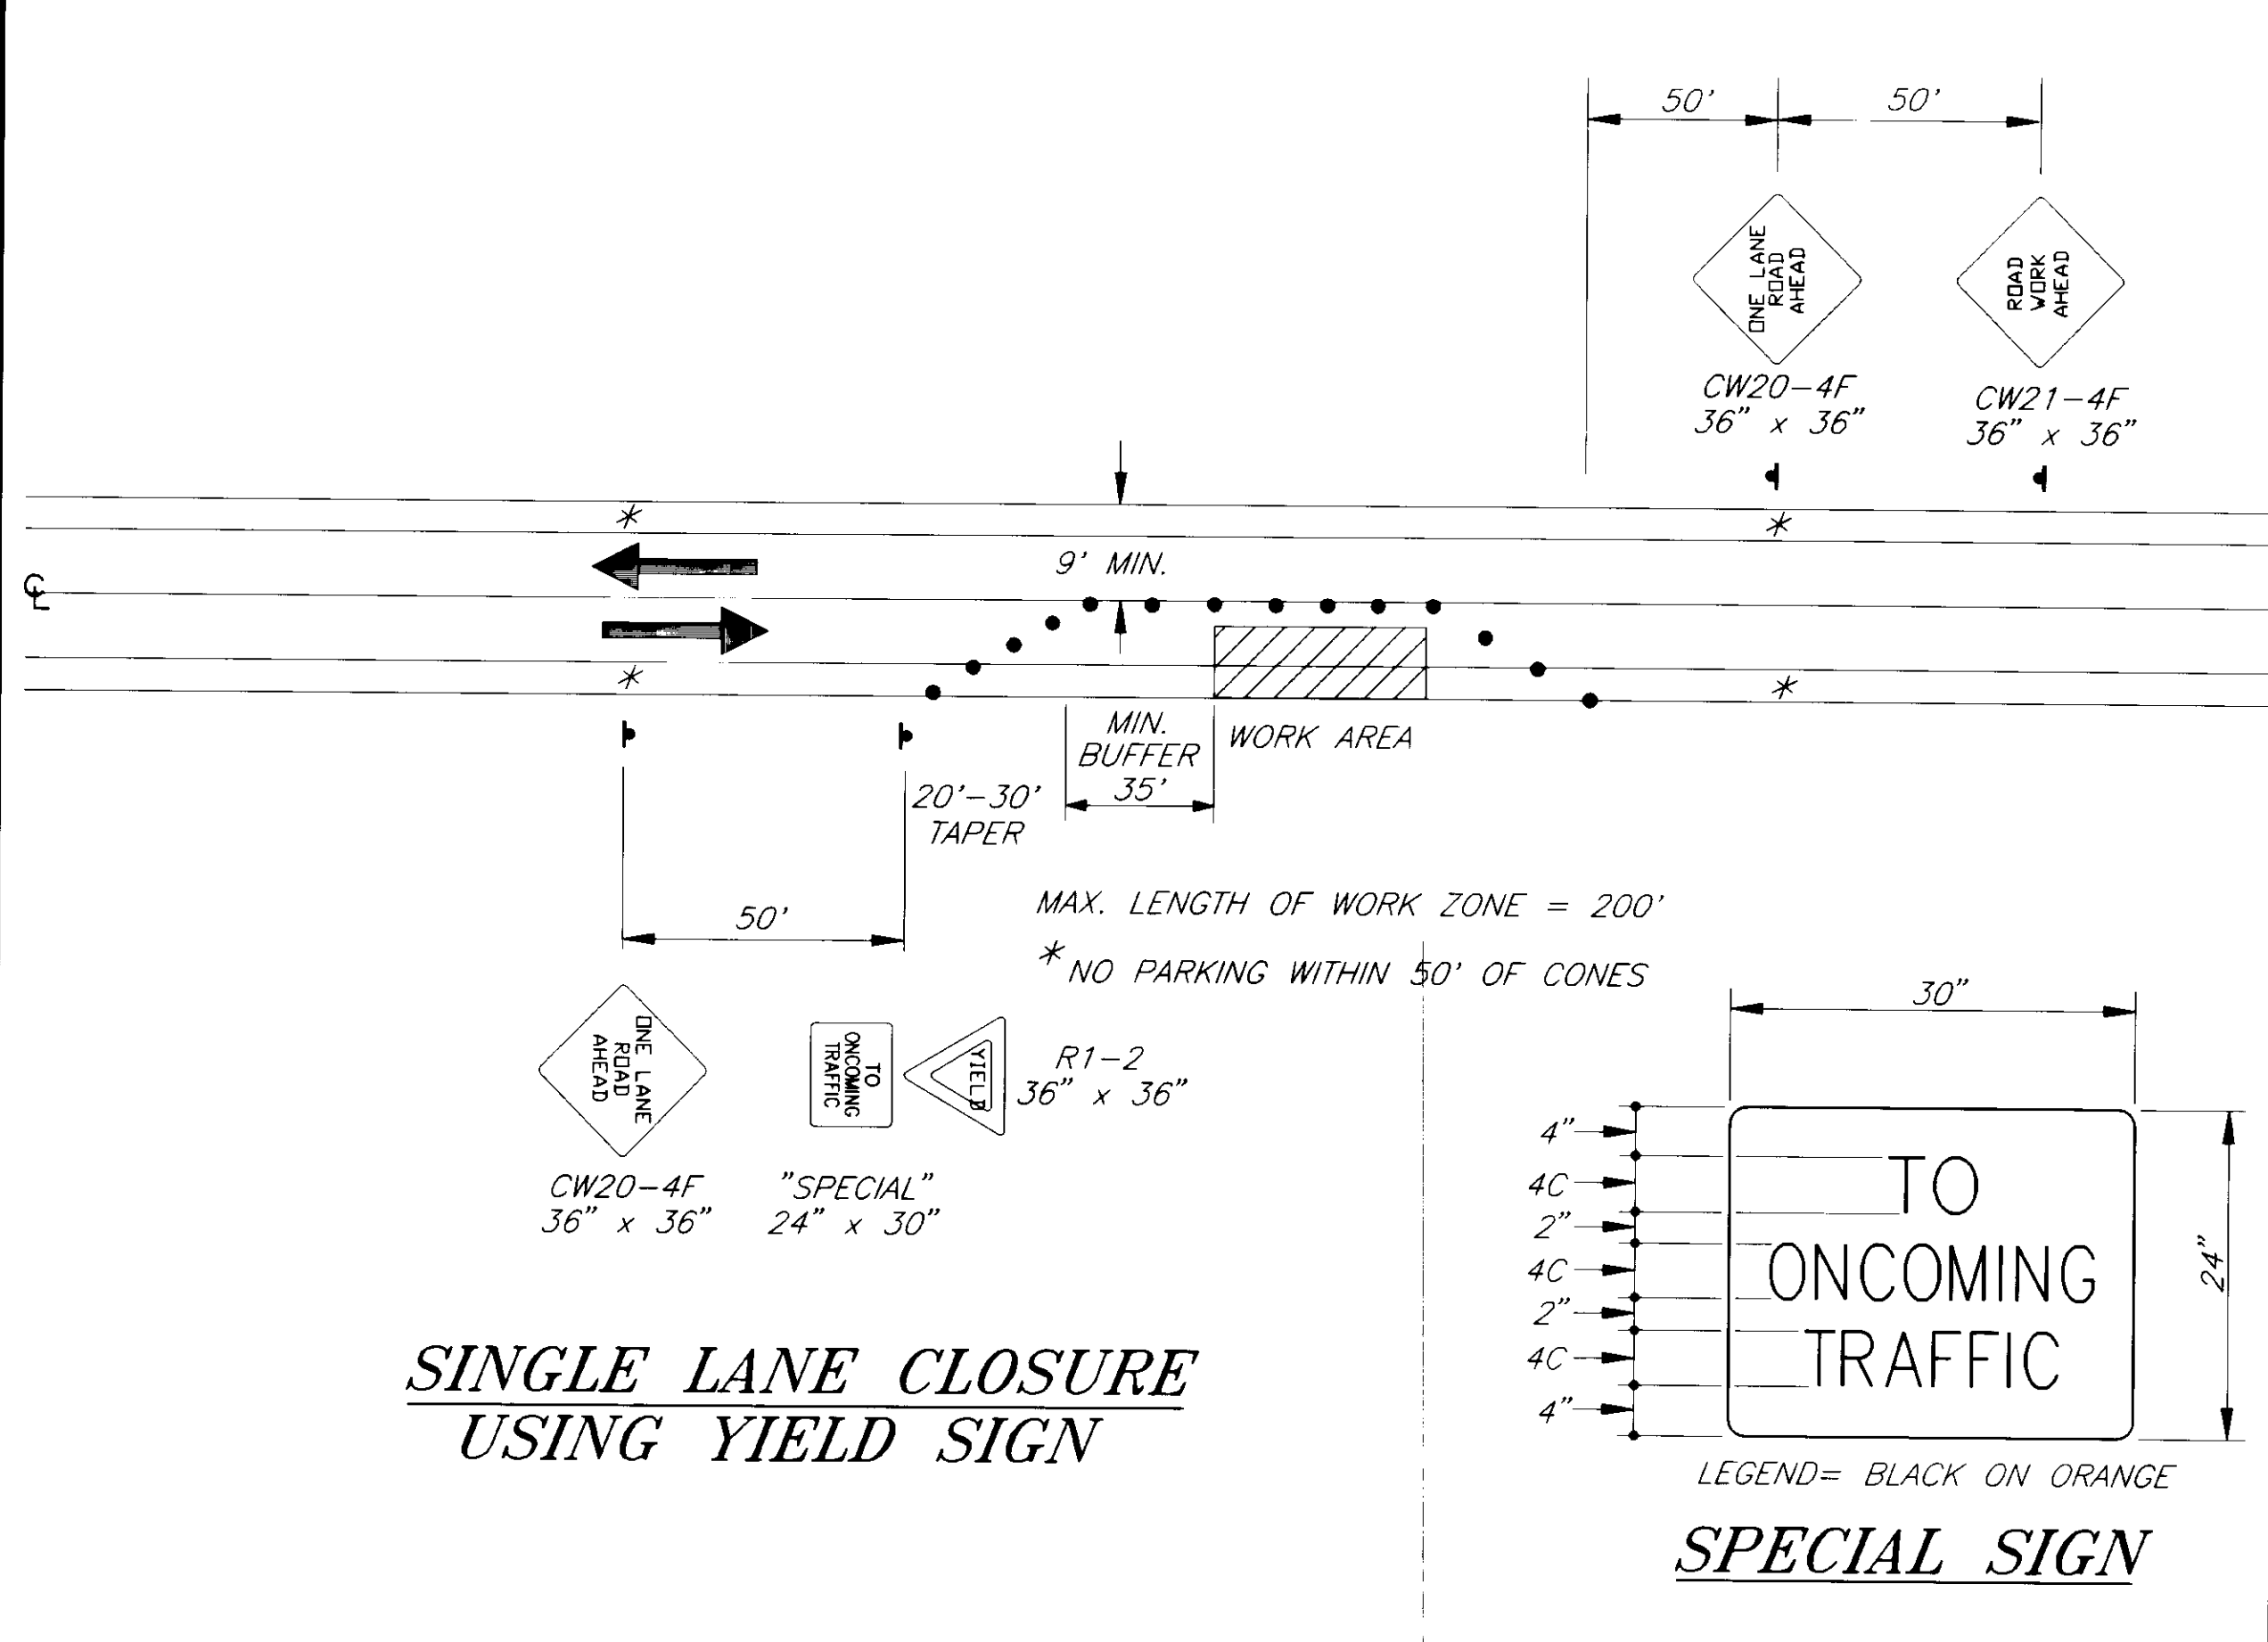 50' 50'
ONE LANE
ROAD
AHEAD
ROAD
WORK
AHEAD
CW20-4F
36" x 36"
CW21-4F
36" x 36"
*
*
9' MIN.
℄
*
*
MIN.
BUFFER
35'
WORK AREA
20'-30'
TAPER
50'
MAX. LENGTH OF WORK ZONE = 200'
* NO PARKING WITHIN 50' OF CONES
ONE LANE
ROAD
AHEAD
TO
ONCOMING
TRAFFIC
YIELD
R1-2
36" x 36"
CW20-4F
36" x 36"
"SPECIAL"
24" x 30"
SINGLE LANE CLOSURE
USING YIELD SIGN
30"
4"
4C
2"
4C
2"
4C
4"
TO
ONCOMING
TRAFFIC
24"
LEGEND= BLACK ON ORANGE
SPECIAL SIGN